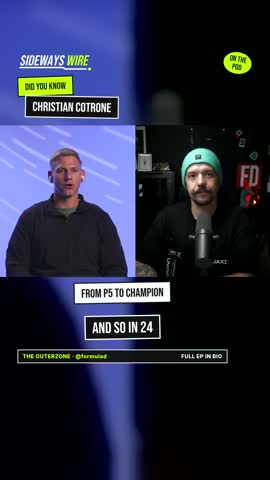 SIDEWAYS WIRE.
ON THE
POD
DID YOU KNOW
CHRISTIAN COTRONE
FD
FROM P5 TO CHAMPION
AND SO IN 24
THE OUTERZONE - @formulad
FULL EP IN BIO